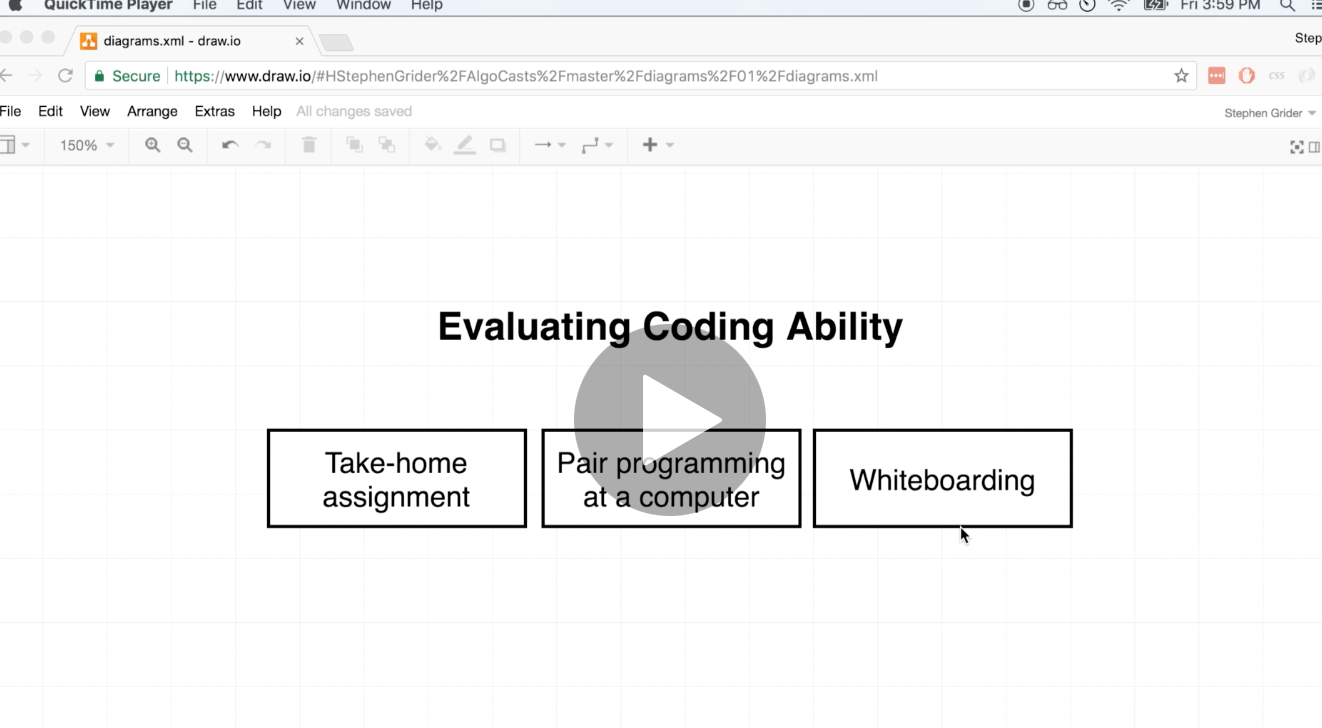 QuickTime Player File Edit View Window Help Fri 3:59 PM
diagrams.xml - draw.io
Step
Secure https://www.draw.io/#HStephenGrider%2FAlgoCasts%2Fmaster%2Fdiagrams%2F01%2Fdiagrams.xml
CSS
File Edit View Arrange Extras Help All changes saved
Stephen Grider
150%
Evaluating Coding Ability
Take-home
assignment
Pair programming
at a computer
Whiteboarding